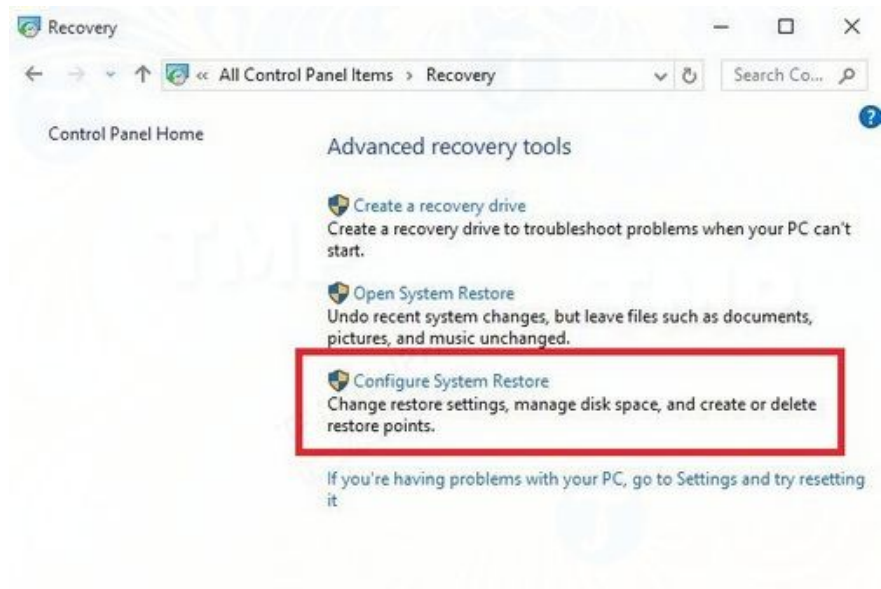 Recovery
« All Control Panel Items › Recovery
Search Co...
Control Panel Home
Advanced recovery tools
Create a recovery drive
Create a recovery drive to troubleshoot problems when your PC can't
start.
Open System Restore
Undo recent system changes, but leave files such as documents,
pictures, and music unchanged.
Configure System Restore
Change restore settings, manage disk space, and create or delete
restore points.
If you're having problems with your PC, go to Settings and try resetting
it